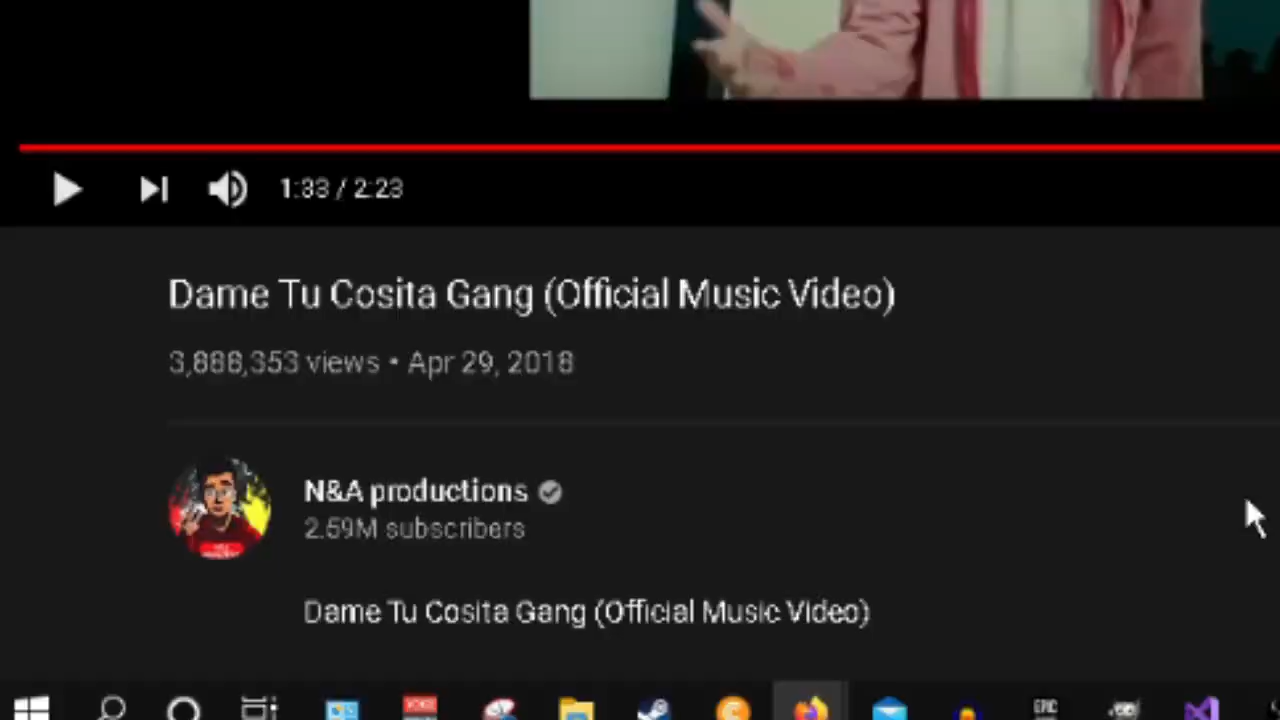 1:33 / 2:23
Dame Tu Cosita Gang (Official Music Video)
3,888,353 views • Apr 29, 2018
N&A productions
2.59M subscribers
Dame Tu Cosita Gang (Official Music Video)
EPIC